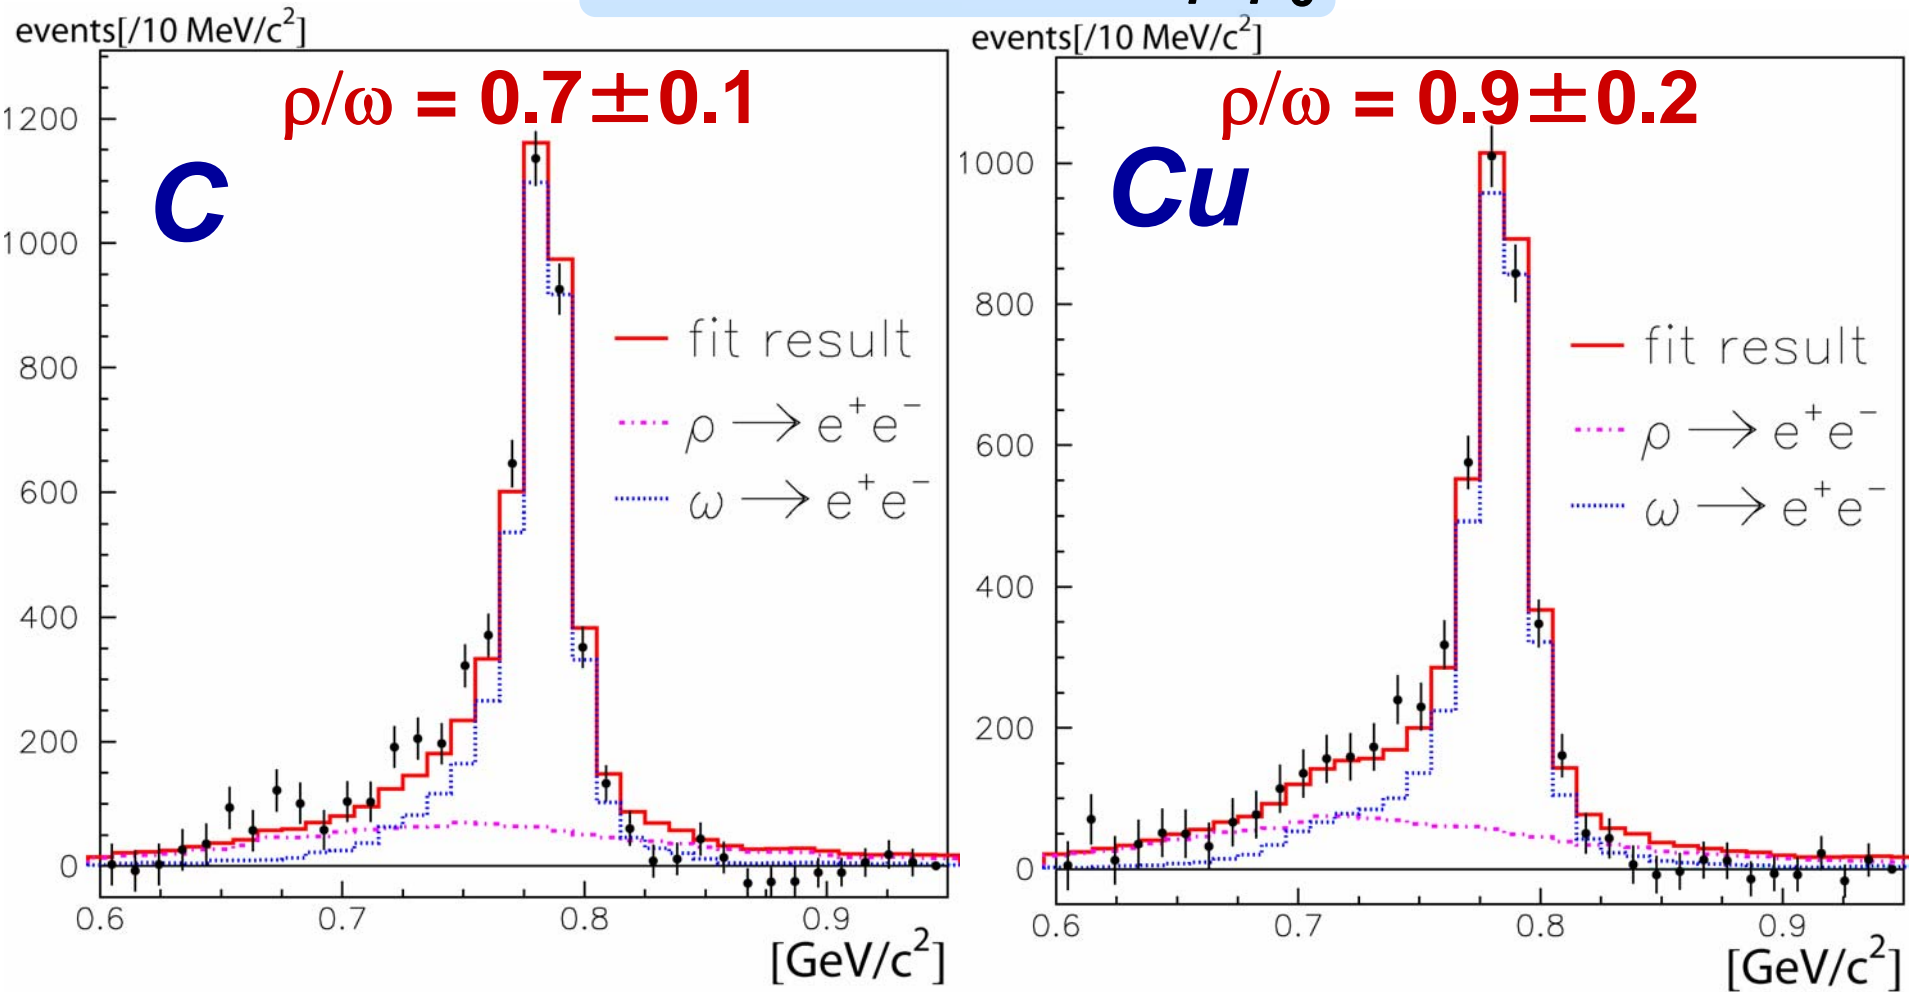 events[/10 MeV/c²]
ρ/ω = 0.7±0.1
C
1200
1000
800
600
400
200
0
fit result
ρ → e⁺e⁻
ω → e⁺e⁻
0.6 0.7 0.8 0.9
[GeV/c²]
events[/10 MeV/c²]
ρ/ω = 0.9±0.2
Cu
1000
800
600
400
200
0
fit result
ρ → e⁺e⁻
ω → e⁺e⁻
0.6 0.7 0.8 0.9
[GeV/c²]